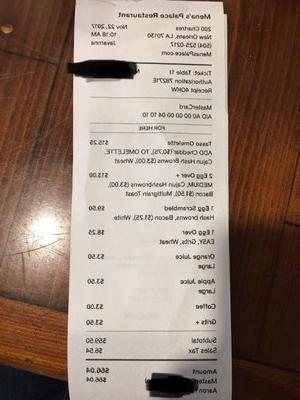 Mena's Palace Restaurant
200 Chartres Nov 22, 2017
New Orleans, LA 70130 10:18 AM
(504) 525-0217 Javanna
MenasPalace.com
Ticket: Table 11
Authorization 78271E
Receipt 4OKW
MasterCard
AID A0 00 00 00 04 10 10
FOR HERE
Tasso Omelette $15.25
ADD Cheddar ($0.75), TO OMELETTE,
Cajun Hash Browns ($3.00), Wheat
2 Egg Over + $13.00
MEDIUM, Cajun Hashbrowns ($3.00),
Bacon ($1.50), Multigrain Toast
1 Egg Scrambled $9.50
Hash browns, Bacon ($1.25), White
1 Egg Over $8.25
EASY, Grits, Wheat
Orange Juice $3.50
Large
Apple Juice $3.50
Large
Coffee $3.00
Grits + $3.50
Subtotal $59.50
Sales Tax $6.54
Amount $66.04
$66.04
Aaron